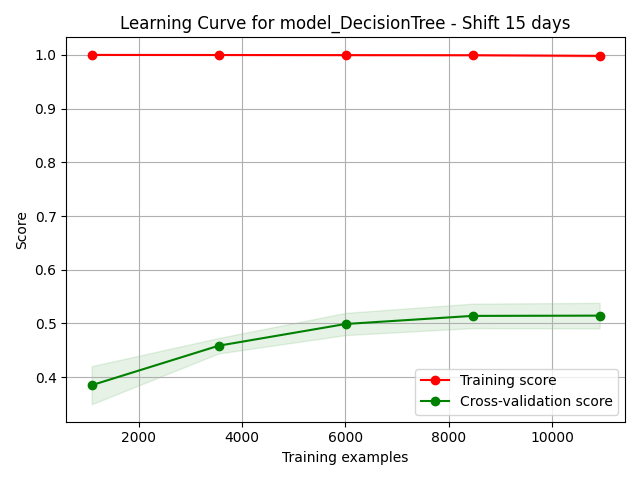 Learning Curve for model_DecisionTree - Shift 15 days
1.0
0.9
0.8
0.7
0.6
0.5
0.4
Score
2000
4000
6000
8000
10000
Training examples
Training score
Cross-validation score